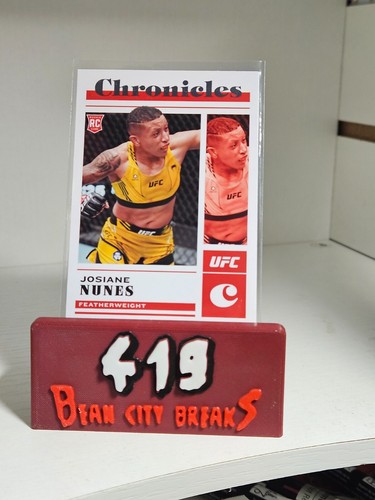 Chronicles
RC
UFC
UFC
UFC
JOSIANE
NUNES
FEATHERWEIGHT
C
419
BEAN CITY BREAKS